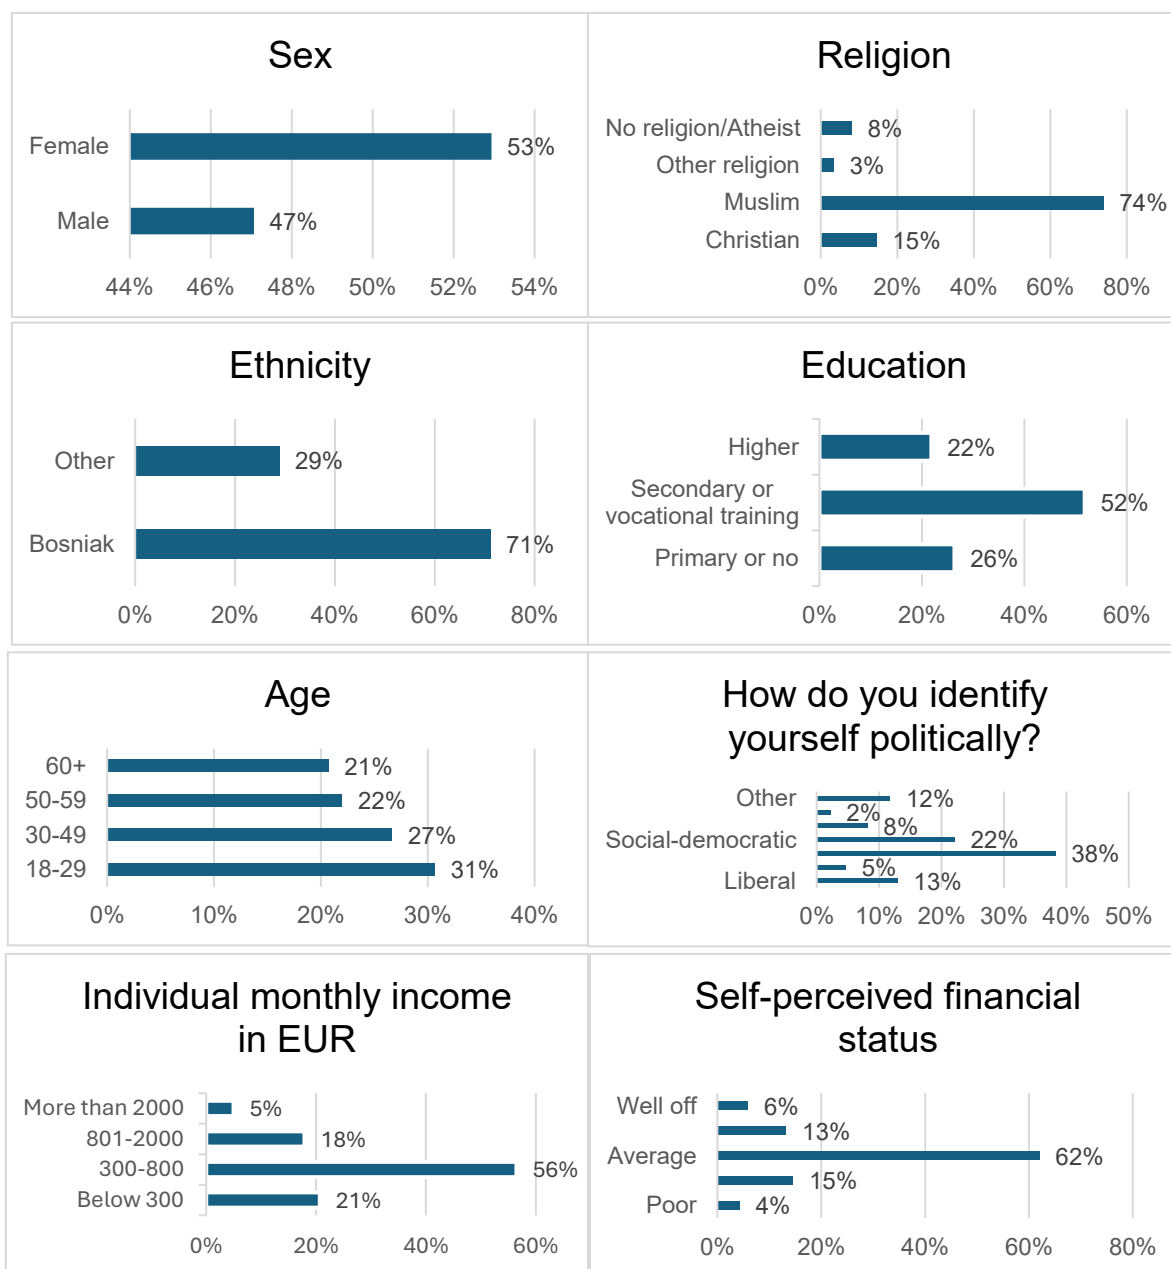 Sex
Female
53%
Male
47%
44%
46%
48%
50%
52%
54%
Religion
No religion/Atheist
8%
Other religion
3%
Muslim
74%
Christian
15%
0%
20%
40%
60%
80%
Ethnicity
Other
29%
Bosniak
71%
0%
20%
40%
60%
80%
Education
Higher
22%
Secondary or
vocational training
52%
Primary or no
26%
0%
20%
40%
60%
Age
60+
21%
50-59
22%
30-49
27%
18-29
31%
0%
10%
20%
30%
40%
How do you identify
yourself politically?
Other
12%
2%
8%
Social-democratic
22%
38%
5%
Liberal
13%
0%
10%
20%
30%
40%
50%
Individual monthly income
in EUR
More than 2000
5%
801-2000
18%
300-800
56%
Below 300
21%
0%
20%
40%
60%
Self-perceived financial
status
Well off
6%
13%
Average
62%
15%
Poor
4%
0%
20%
40%
60%
80%